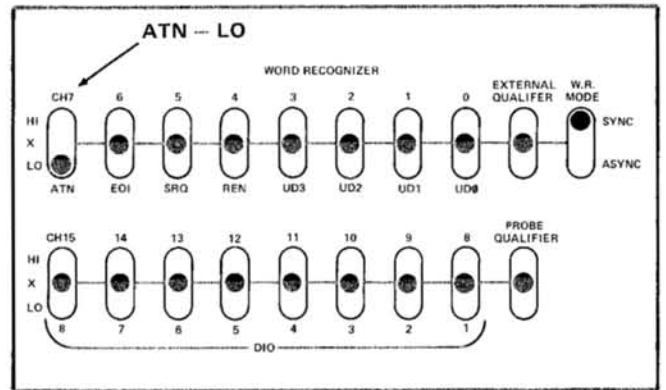 ATN – LO
WORD RECOGNIZER
CH7 6 5 4 3 2 1 0 EXTERNAL QUALIFER W.R. MODE
HI SYNC
X
LO ASYNC
ATN EOI SRQ REN UD3 UD2 UD1 UD0
CH15 14 13 12 11 10 9 8 PROBE QUALIFIER
HI
X
LO
8 7 6 5 4 3 2 1
DIO